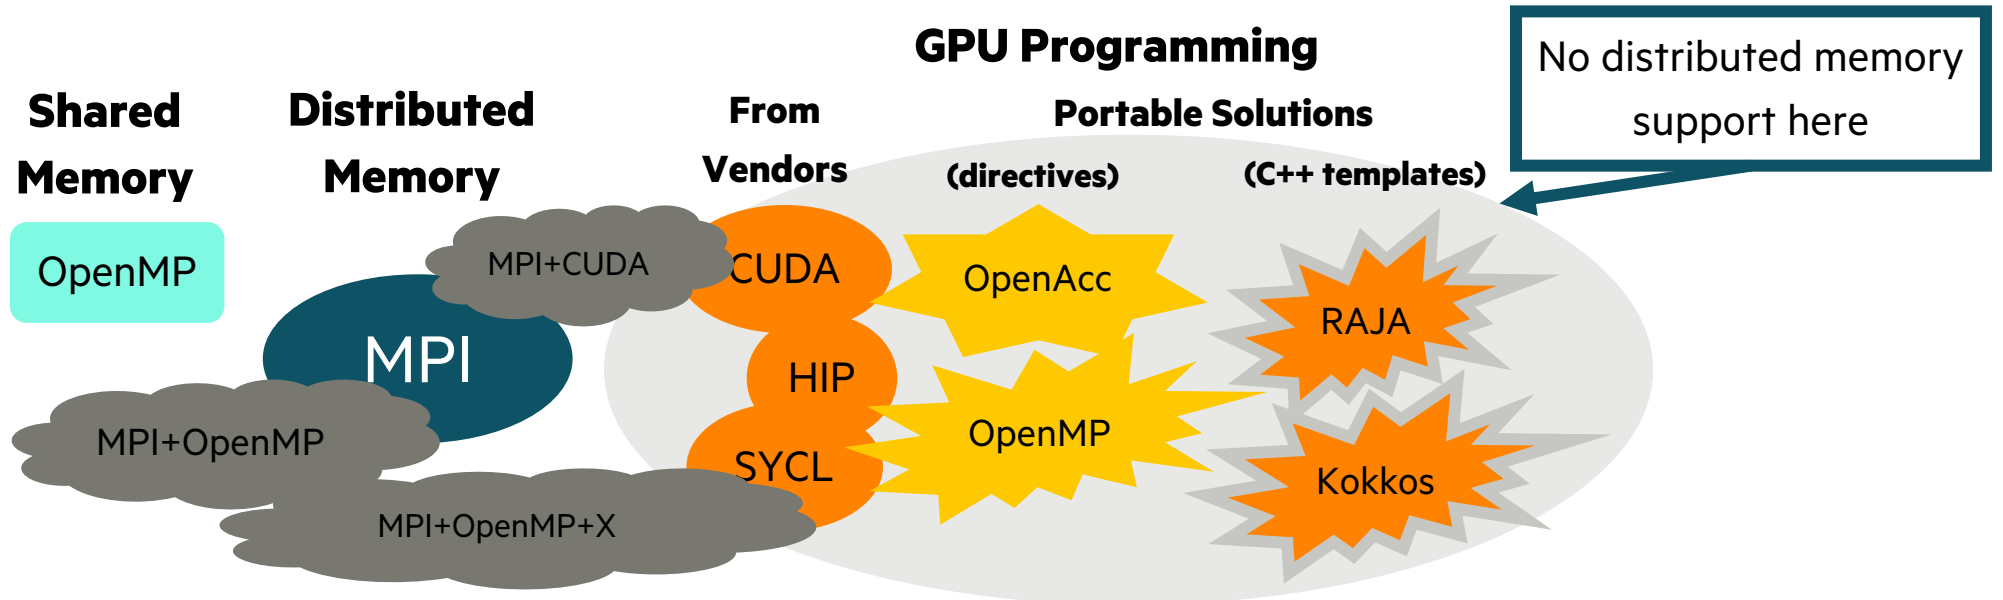 GPU Programming
No distributed memory
support here
Shared
Memory
Distributed
Memory
From
Vendors
Portable Solutions
(directives)
(C++ templates)
OpenMP
MPI
MPI+CUDA
MPI+OpenMP
MPI+OpenMP+X
CUDA
HIP
SYCL
OpenAcc
OpenMP
RAJA
Kokkos